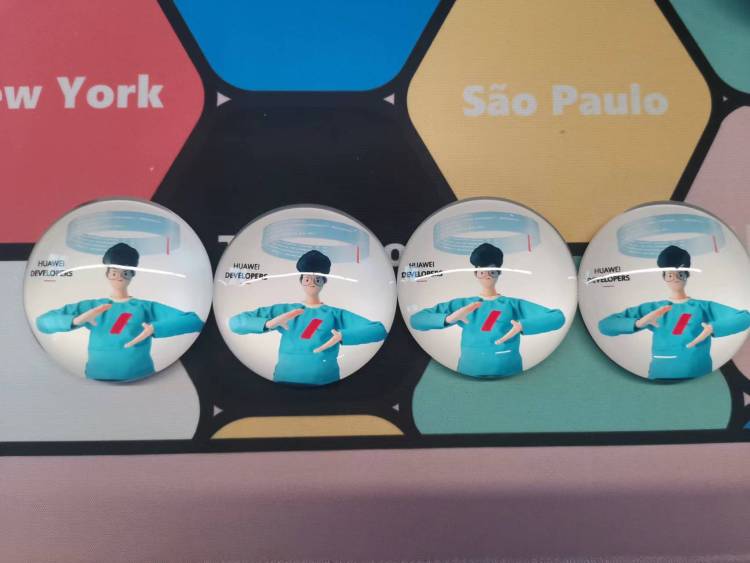 ew York
São Paulo
HUAWEI
DEVELOPERS
HUAWEI
DEVELOPERS
HUAWEI
DEVELOPERS
HUAWEI
DEVELOPERS